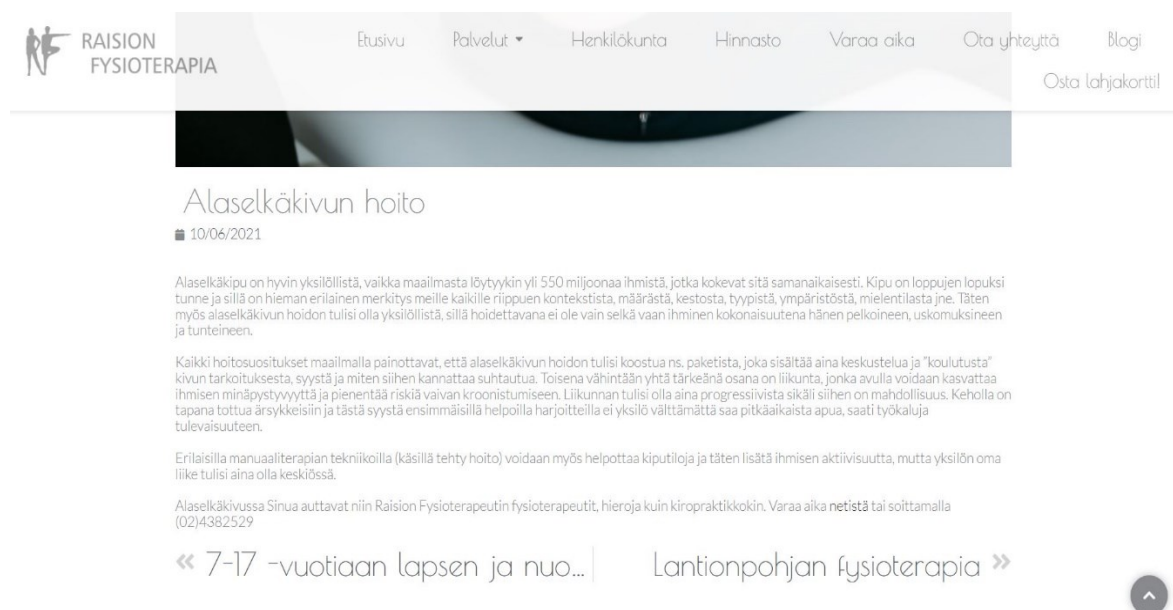 RAISION
FYSIOTERAPIA
Etusivu Palvelut Henkilökunta Hinnasto Varaa aika Ota yhteyttä Blogi
Osta lahjakortti!
Alaselkäkivun hoito
10/06/2021
Alaselkäkipu on hyvin yksilöllistä, vaikka maailmasta löytyykin yli 550 miljoonaa ihmistä, jotka kokevat sitä samanaikaisesti. Kipu on loppujen lopuksi
tunne ja sillä on hieman erilainen merkitys meille kaikille riippuen kontekstista, määrästä, kestosta, tyypistä, ympäristöstä, mielentilasta jne. Täten
myös alaselkäkivun hoidon tulisi olla yksilöllistä, sillä hoidettavana ei ole vain selkä vaan ihminen kokonaisuutena hänen pelkoineen, uskomuksineen
ja tunteineen.
Kaikki hoitosuositukset maailmalla painottavat, että alaselkäkivun hoidon tulisi koostua ns. paketista, joka sisältää aina keskustelua ja "koulutusta"
kivun tarkoituksesta, syystä ja miten siihen kannattaa suhtautua. Toisena vähintään yhtä tärkeänä osana on liikunta, jonka avulla voidaan kasvattaa
ihmisen minäpystyvyyttä ja pienentää riskiä vaivan kroonistumiseen. Liikunnan tulisi olla aina progressiivista sikäli siihen on mahdollisuus. Keholla on
tapana tottua ärsykkeisiin ja tästä syystä ensimmäisillä helpoilla harjoitteilla ei yksilö välttämättä saa pitkäaikaista apua, saati työkaluja
tulevaisuuteen.
Erilaisilla manuaaliterapian tekniikoilla (käsillä tehty hoito) voidaan myös helpottaa kiputiloja ja täten lisätä ihmisen aktiivisuutta, mutta yksilön oma
liike tulisi aina olla keskiössä.
Alaselkäkivussa Sinua auttavat niin Raision Fysioterapeutin fysioterapeutit, hieroja kuin kiropraktikkokin. Varaa aika netistä tai soittamalla
(02)4382529
« 7-17 -vuotiaan lapsen ja nuo... Lantionpohjan fysioterapia »